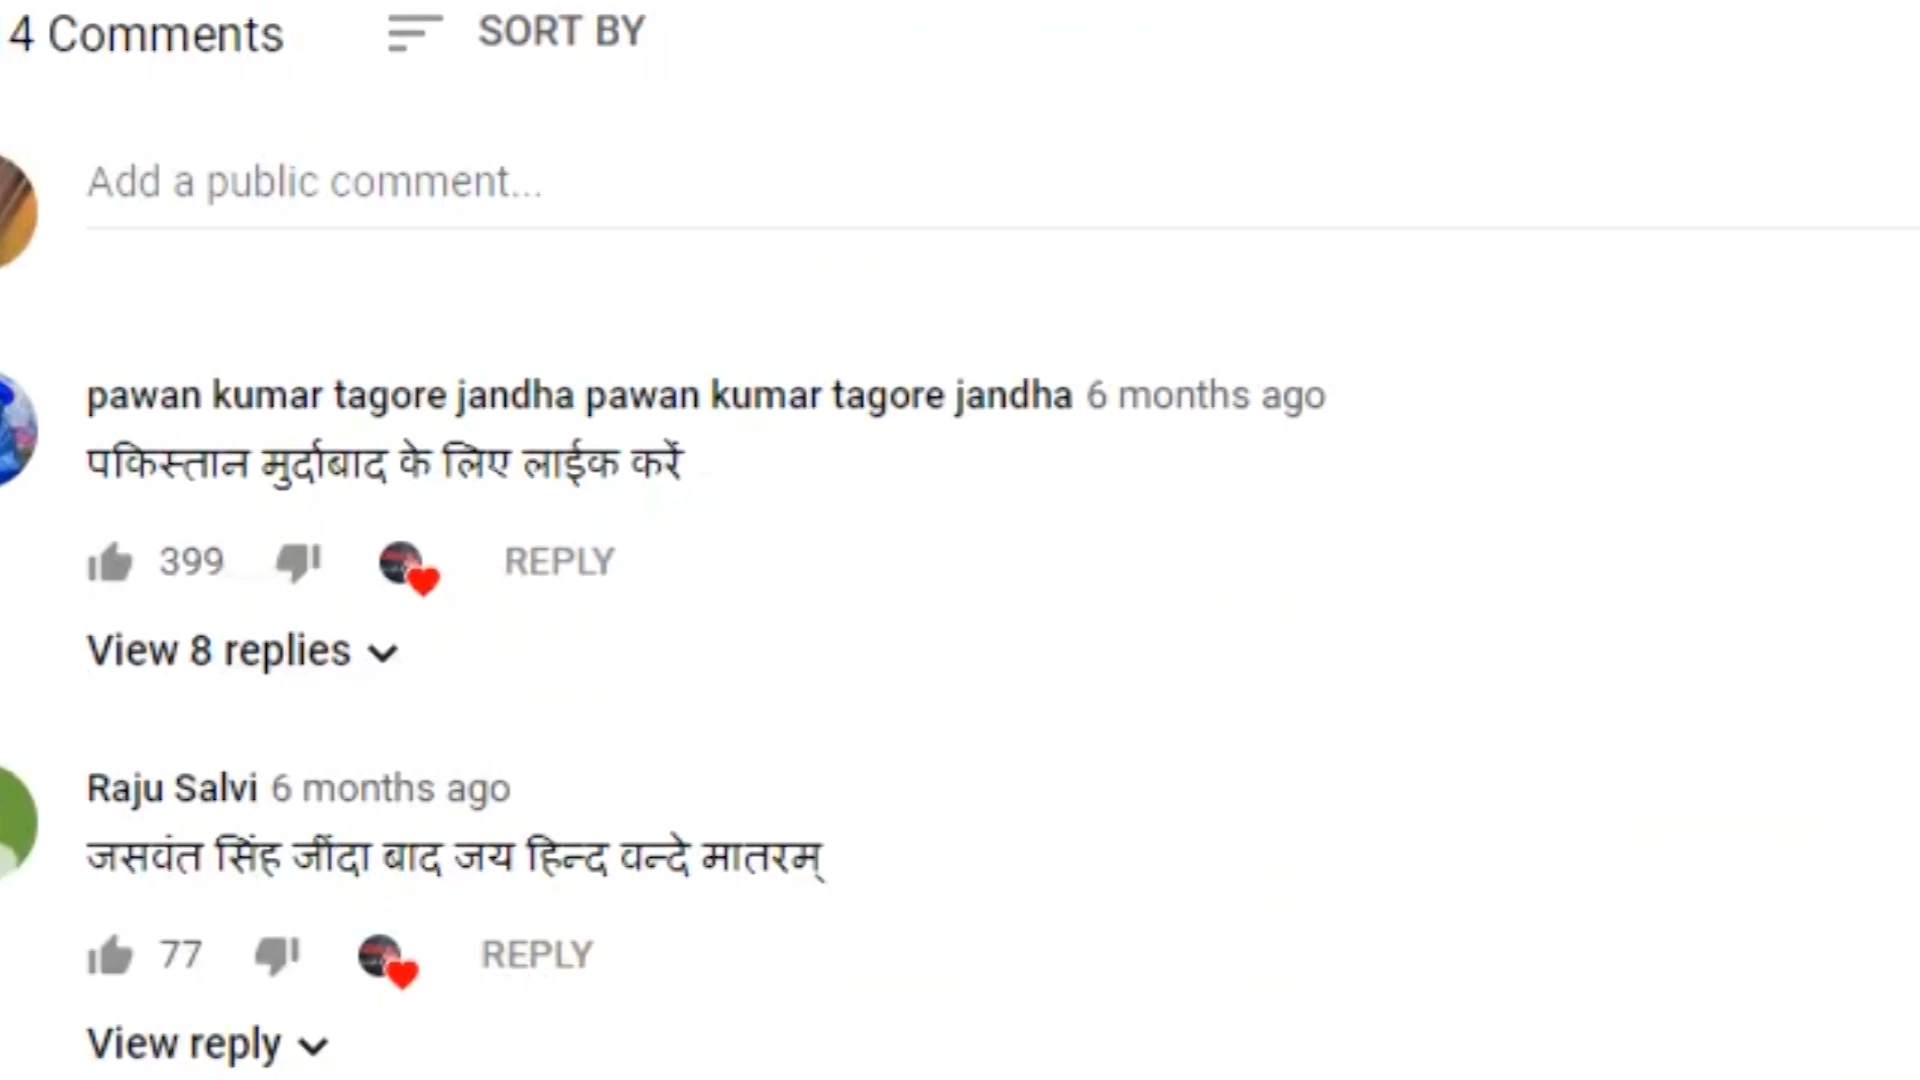 4 Comments SORT BY
Add a public comment...
pawan kumar tagore jandha pawan kumar tagore jandha 6 months ago
पकिस्तान मुर्दाबाद के लिए लाईक करें
399 REPLY
View 8 replies
Raju Salvi 6 months ago
जसवंत सिंह जींदा बाद जय हिन्द वन्दे मातरम्
77 REPLY
View reply